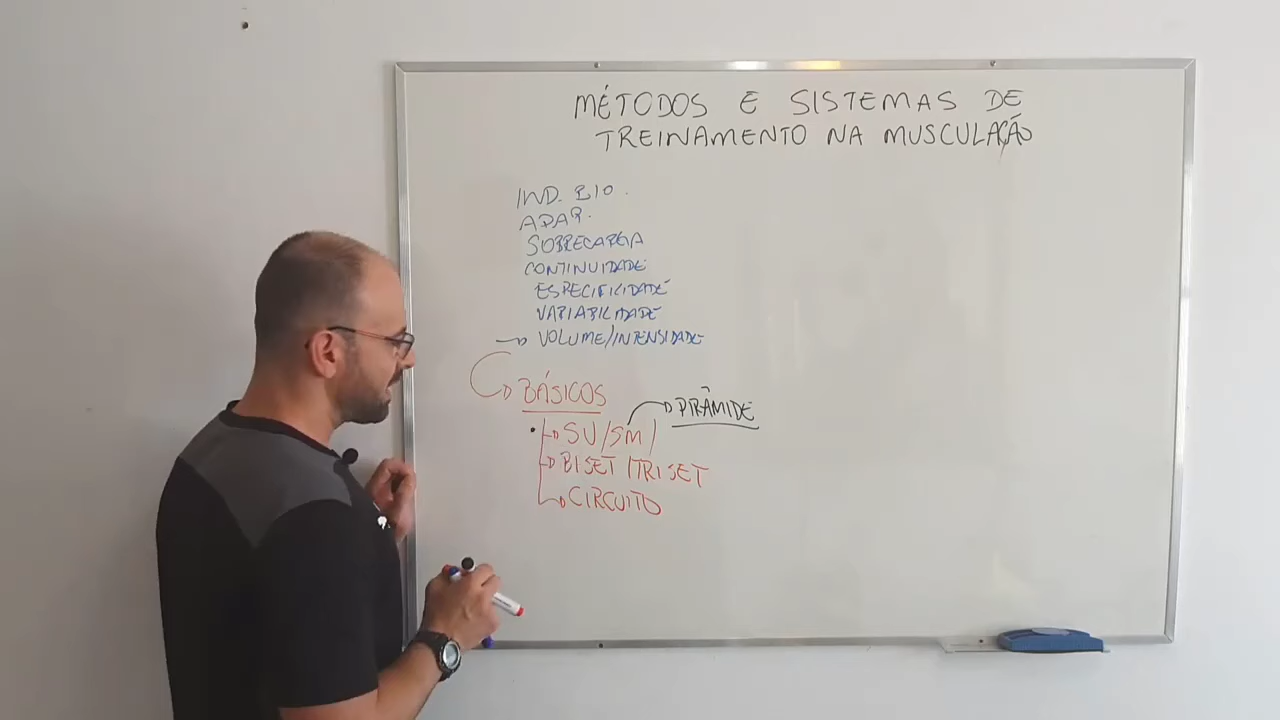 MÉTODOS E SISTEMAS DE
TREINAMENTO NA MUSCULAÇÃO
IND. BIO.
ADAP.
SOBRECARGA
CONTINUIDADE
ESPECIFICIDADE
VARIABILIDADE
VOLUME/INTENSIDADE
BÁSICOS
PIRÂMIDE
SU/SM/
BISET/TRISET
CIRCUITO